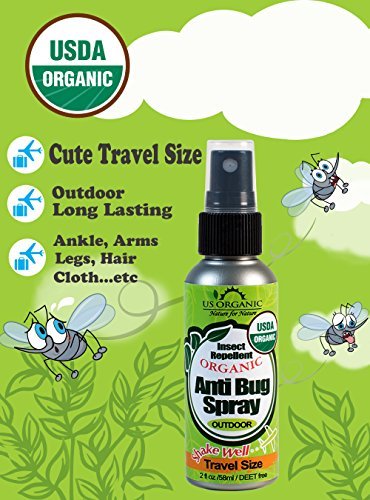 USDA
ORGANIC
Cute Travel Size
Outdoor
Long Lasting
Ankle, Arms
Legs, Hair
Cloth...etc
US ORGANIC
Nature for Nature
USDA
ORGANIC
Insect
Repellent
ORGANIC
Anti Bug
Spray
OUTDOOR
Shake Well...
Travel Size
2 fl oz /58ml / DEET free